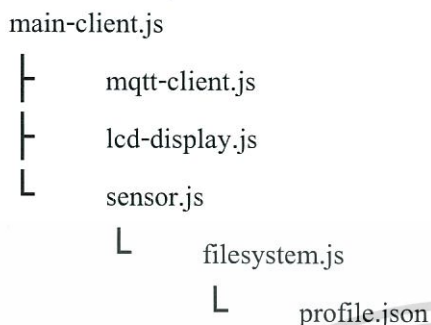 main-client.js
├ mqtt-client.js
├ lcd-display.js
└ sensor.js
└ filesystem.js
└ profile.json